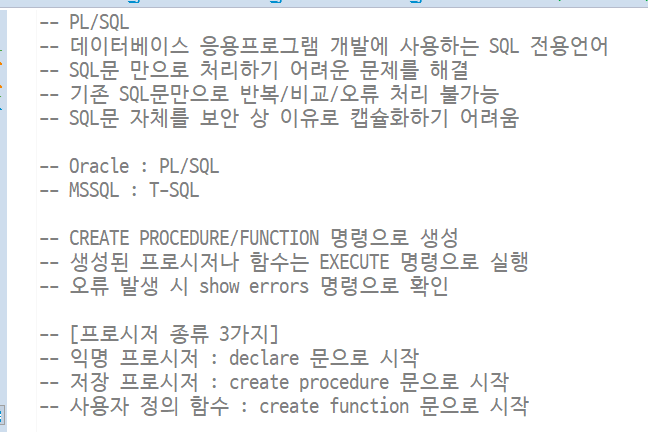 -- PL/SQL
-- 데이터베이스 응용프로그램 개발에 사용하는 SQL 전용언어
-- SQL문 만으로 처리하기 어려운 문제를 해결
-- 기존 SQL문만으로 반복/비교/오류 처리 불가능
-- SQL문 자체를 보안 상 이유로 캡슐화하기 어려움
-- Oracle : PL/SQL
-- MSSQL : T-SQL
-- CREATE PROCEDURE/FUNCTION 명령으로 생성
-- 생성된 프로시저나 함수는 EXECUTE 명령으로 실행
-- 오류 발생 시 show errors 명령으로 확인
-- [프로시저 종류 3가지]
-- 익명 프로시저 : declare 문으로 시작
-- 저장 프로시저 : create procedure 문으로 시작
-- 사용자 정의 함수 : create function 문으로 시작